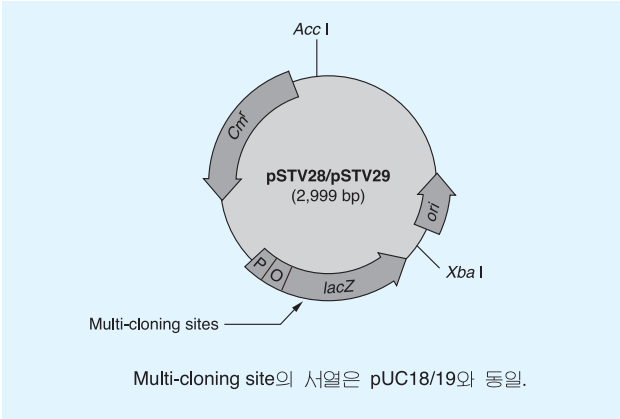 Acc I
Cmʳ
pSTV28/pSTV29
(2,999 bp)
ori
P O
lacZ
Xba I
Multi-cloning sites
Multi-cloning site의 서열은 pUC18/19와 동일.